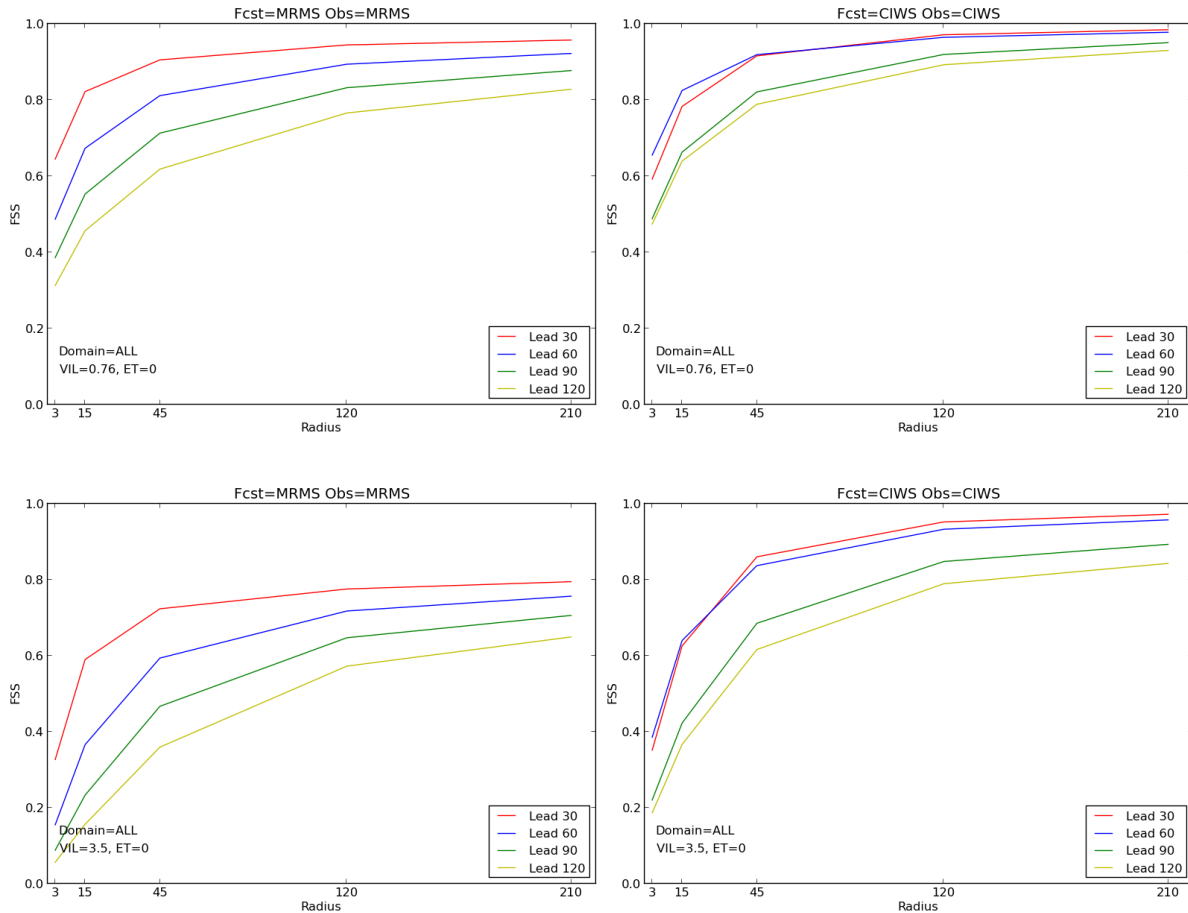 Fcst=MRMS Obs=MRMS
1.0
0.8
0.6
0.4
0.2
0.0
FSS
3 15 45 120 210
Radius
Domain=ALL
VIL=0.76, ET=0
Lead 30
Lead 60
Lead 90
Lead 120
Fcst=CIWS Obs=CIWS
1.0
0.8
0.6
0.4
0.2
0.0
FSS
3 15 45 120 210
Radius
Domain=ALL
VIL=0.76, ET=0
Lead 30
Lead 60
Lead 90
Lead 120
Fcst=MRMS Obs=MRMS
1.0
0.8
0.6
0.4
0.2
0.0
FSS
3 15 45 120 210
Radius
Domain=ALL
VIL=3.5, ET=0
Lead 30
Lead 60
Lead 90
Lead 120
Fcst=CIWS Obs=CIWS
1.0
0.8
0.6
0.4
0.2
0.0
FSS
3 15 45 120 210
Radius
Domain=ALL
VIL=3.5, ET=0
Lead 30
Lead 60
Lead 90
Lead 120